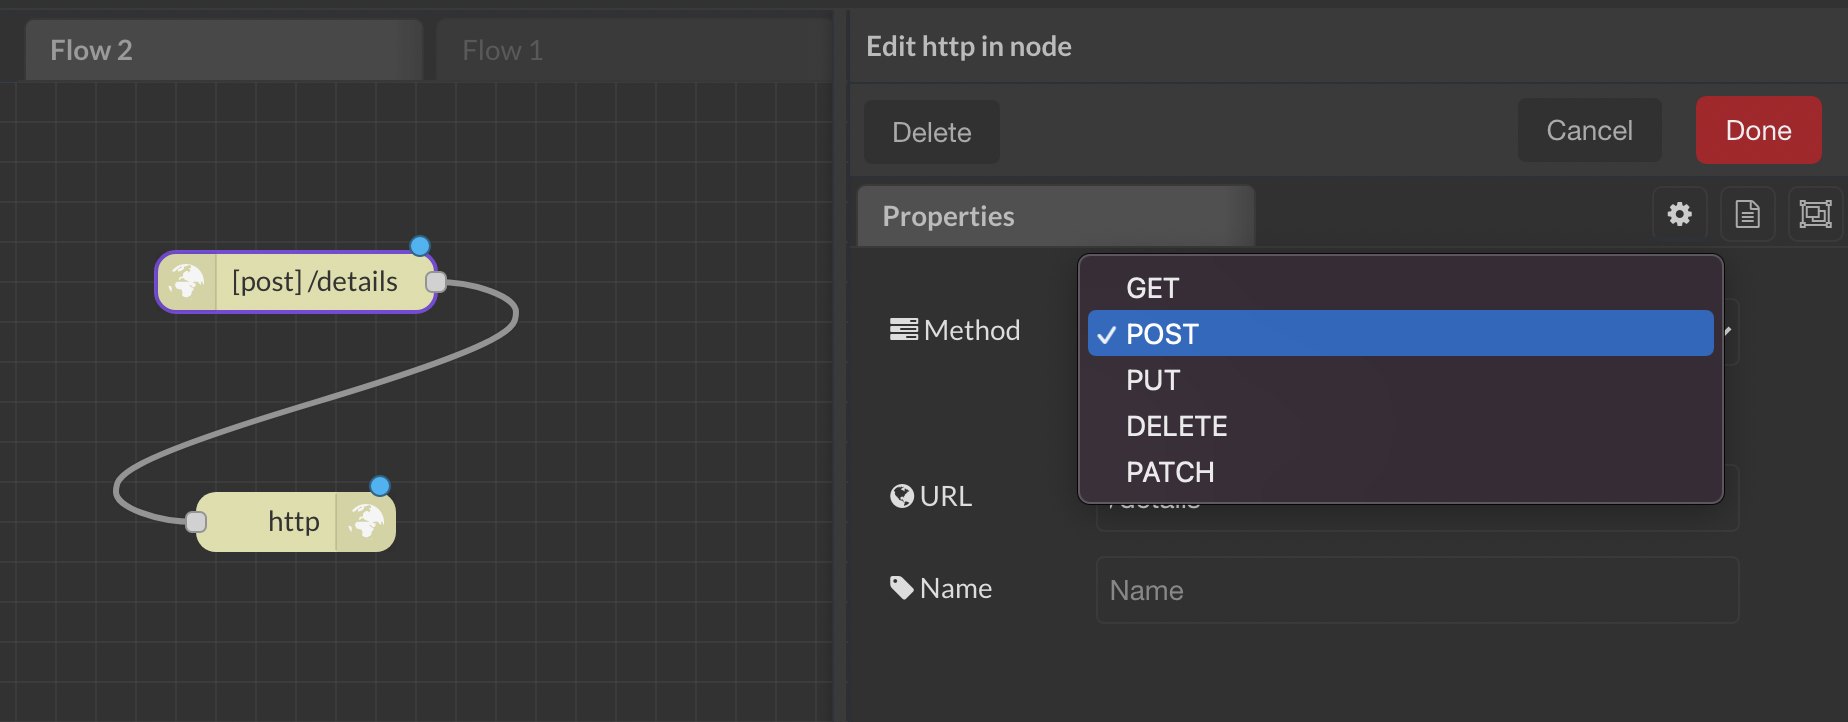 Flow 2
Flow 1
[post] /details
http
Edit http in node
Delete
Cancel
Done
Properties
Method
GET
POST
PUT
DELETE
PATCH
URL
/details
Name
Name